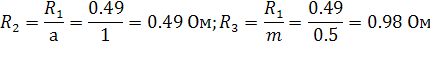 R₂ = R₁/a = 0.49/1 = 0.49 Ом; R₃ = R₁/m = 0.49/0.5 = 0.98 Ом